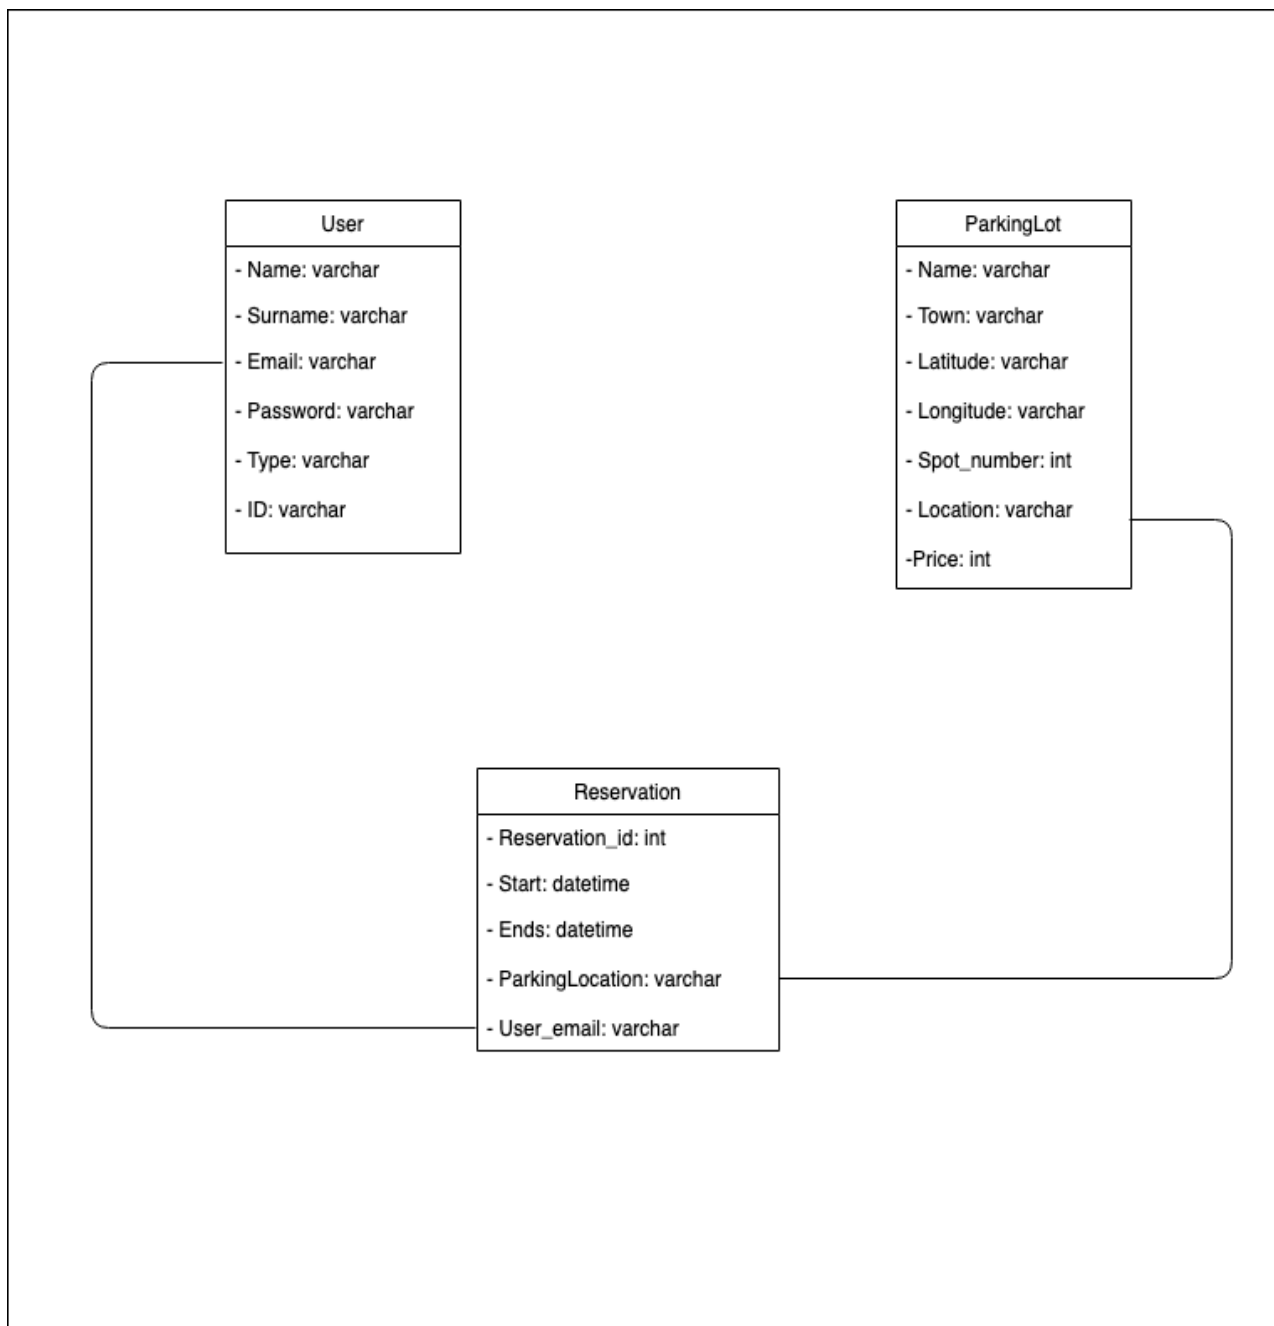 User
- Name: varchar
- Surname: varchar
- Email: varchar
- Password: varchar
- Type: varchar
- ID: varchar
ParkingLot
- Name: varchar
- Town: varchar
- Latitude: varchar
- Longitude: varchar
- Spot_number: int
- Location: varchar
-Price: int
Reservation
- Reservation_id: int
- Start: datetime
- Ends: datetime
- ParkingLocation: varchar
- User_email: varchar